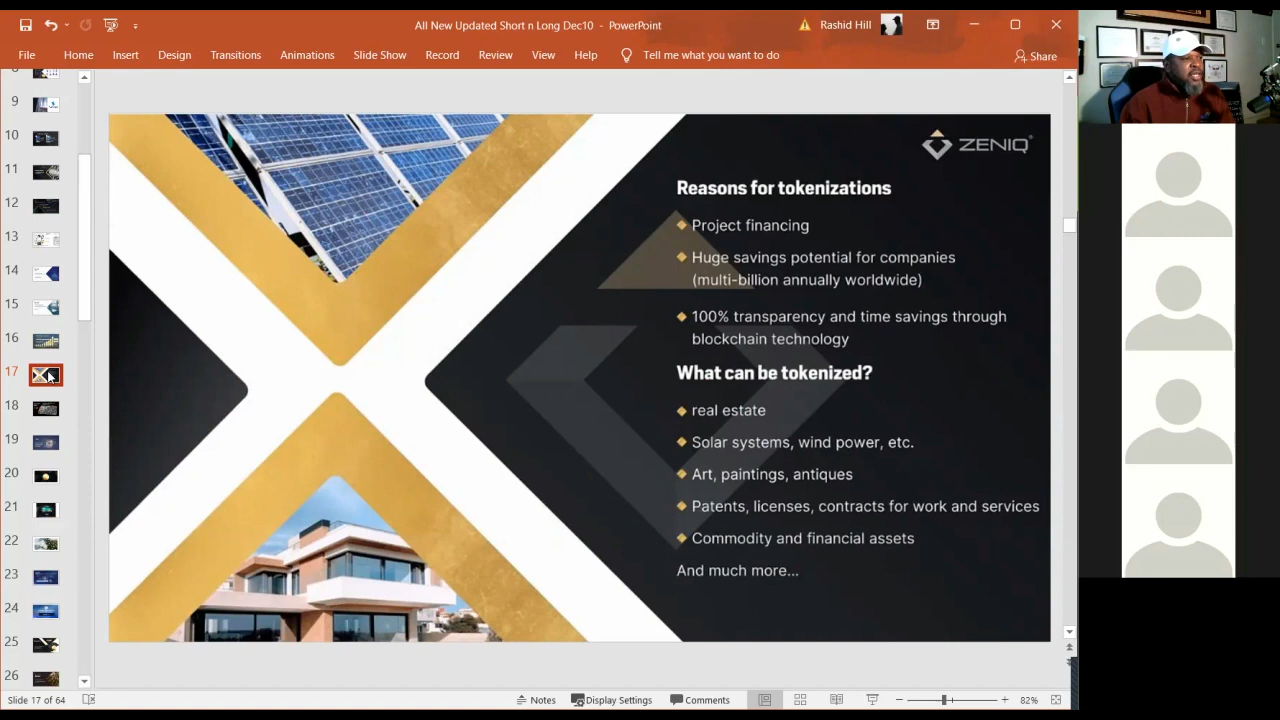 All New Updated Short n Long Dec10 - PowerPoint
Rashid Hill
File Home Insert Design Transitions Animations Slide Show Record Review View Help Tell me what you want to do
Share
9
10
11
12
13
14
15
16
17
18
19
20
21
22
23
24
25
26
ZENIQ®
Reasons for tokenizations
Project financing
Huge savings potential for companies
(multi-billion annually worldwide)
100% transparency and time savings through
blockchain technology
What can be tokenized?
real estate
Solar systems, wind power, etc.
Art, paintings, antiques
Patents, licenses, contracts for work and services
Commodity and financial assets
And much more...
Slide 17 of 64 Notes Display Settings Comments 82%